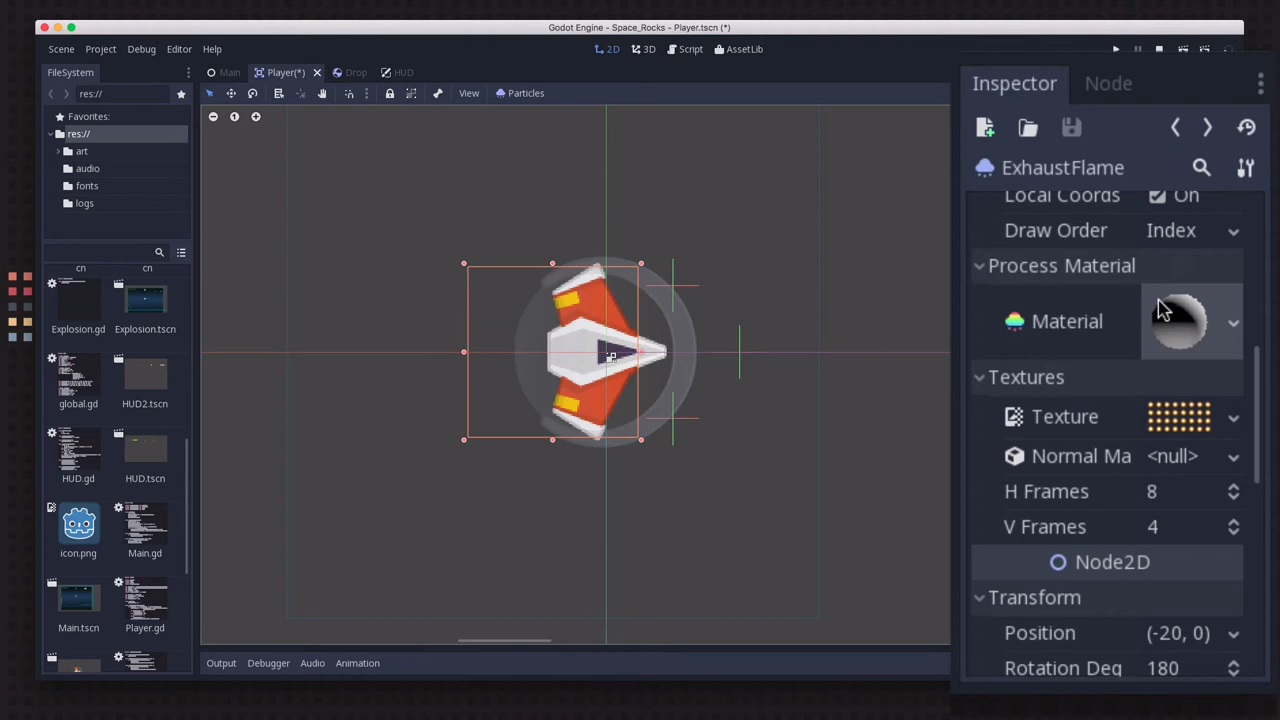 Godot Engine - Space_Rocks - Player.tscn (*)
Scene Project Debug Editor Help
2D 3D Script AssetLib
FileSystem
Main Player(*) Drop HUD
res://
View Particles
Favorites:
res://
art
audio
fonts
logs
cn cn
Explosion.gd Explosion.tscn
global.gd HUD2.tscn
HUD.gd HUD.tscn
icon.png Main.gd
Main.tscn Player.gd
Output Debugger Audio Animation
Inspector Node
ExhaustFlame
Local Coords On
Draw Order Index
Process Material
Material
Textures
Texture
Normal Ma <null>
H Frames 8
V Frames 4
Node2D
Transform
Position (-20, 0)
Rotation Deg 180